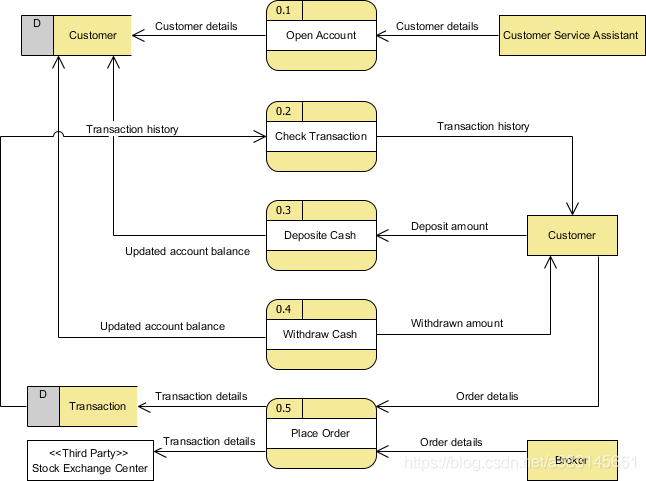 0.1
D
Customer details
Customer details
Customer
Open Account
Customer Service Assistant
0.2
Transaction history
Transaction history
Check Transaction
0.3
Deposit amount
Deposite Cash
Customer
Updated account balance
0.4
Withdrawn amount
Updated account balance
Withdraw Cash
D
Transaction details
Order detalis
Transaction
0.5
Place Order
Transaction details
Order details
<<Third Party>>
Stock Exchange Center
Broker